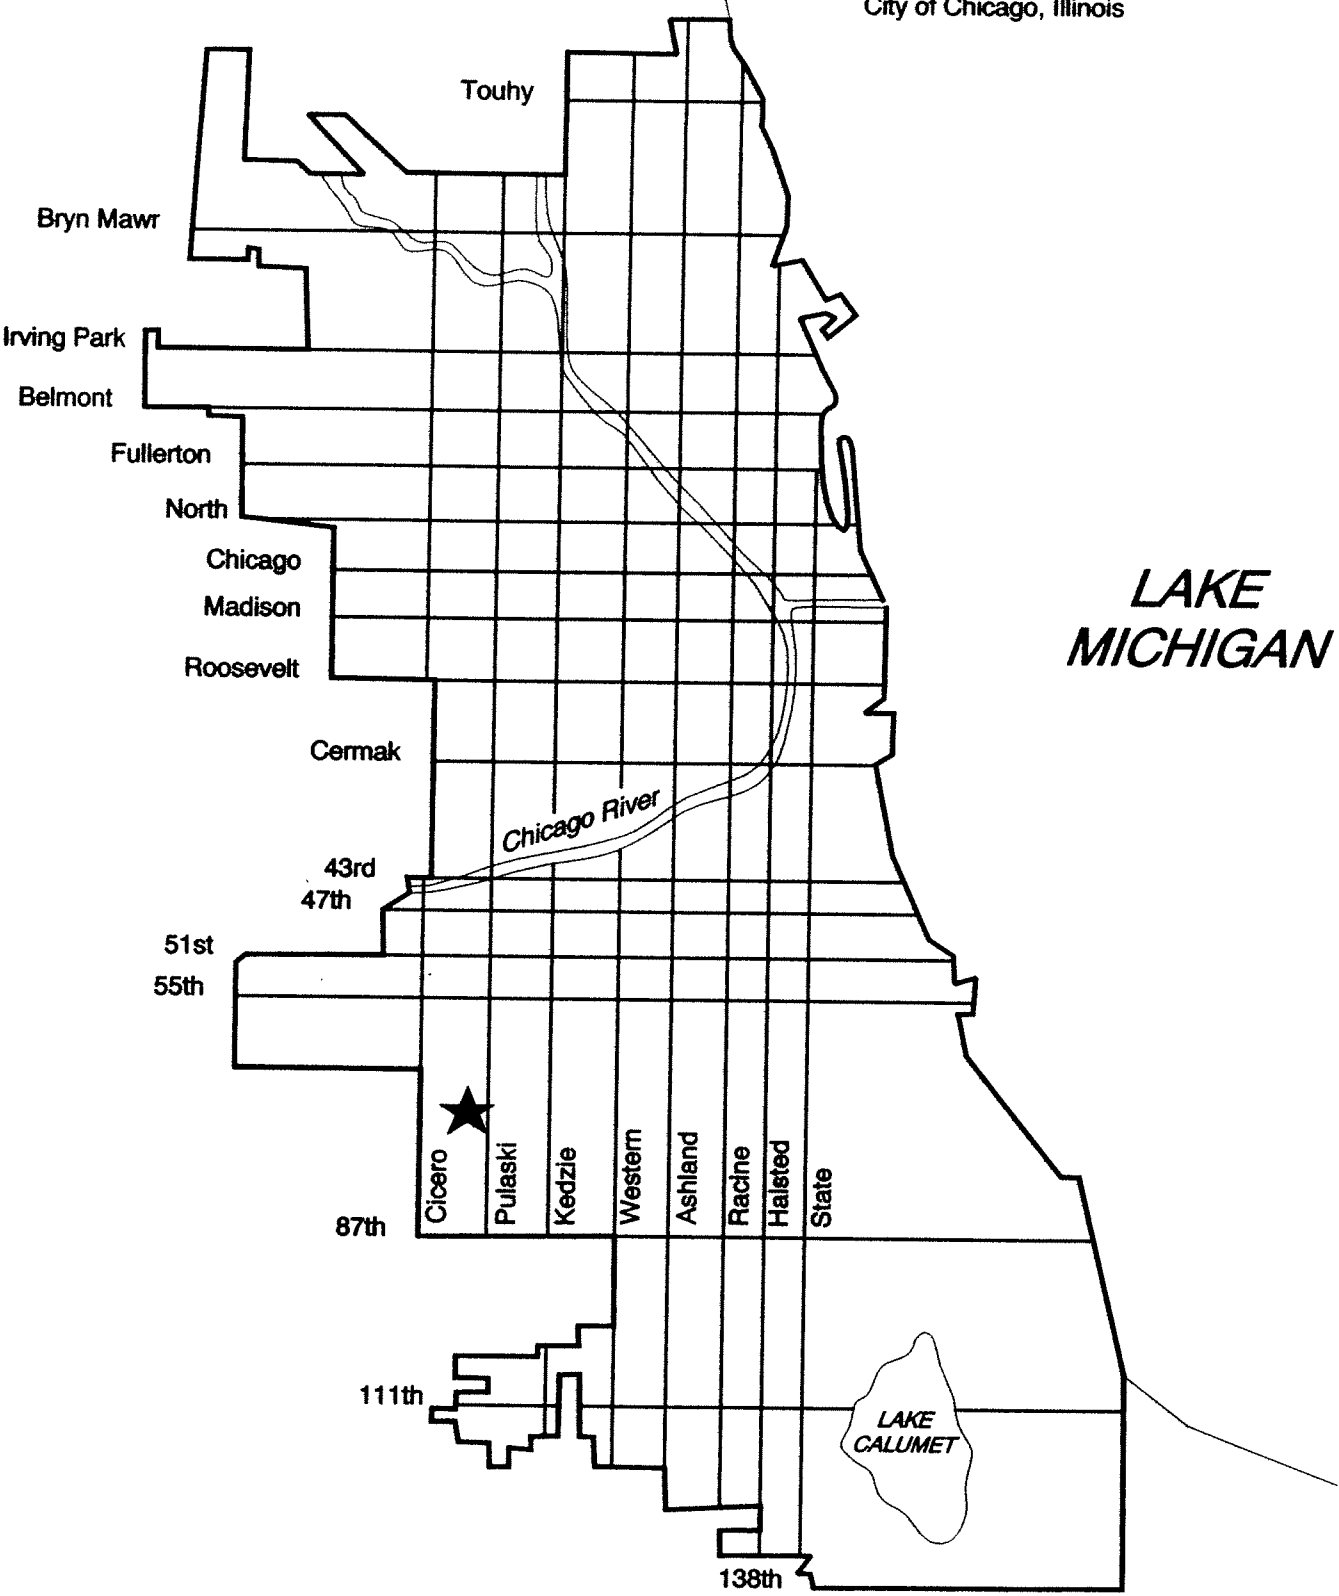 City of Chicago, Illinois
Touhy
Bryn Mawr
Irving Park
Belmont
Fullerton
North
Chicago
Madison
Roosevelt
LAKE
MICHIGAN
Cermak
Chicago River
43rd
47th
51st
55th
Cicero
Pulaski
Kedzie
Western
Ashland
Racine
Halsted
State
87th
111th
LAKE
CALUMET
138th